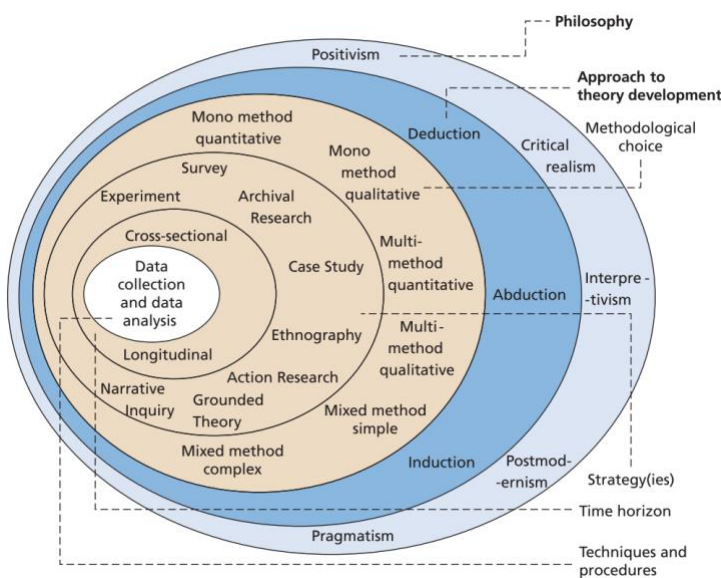 Philosophy
Positivism
Approach to
theory development
Mono method
quantitative
Deduction
Methodological
choice
Critical
realism
Mono
method
qualitative
Survey
Experiment
Archival
Research
Cross-sectional
Multi-
method
quantitative
Data
collection
and data
analysis
Case Study
Abduction
Interpre -
-tivism
Ethnography
Multi-
method
qualitative
Longitudinal
Action Research
Narrative
Inquiry
Grounded
Theory
Mixed method
simple
Mixed method
complex
Induction
Postmod-
-ernism
Strategy(ies)
Time horizon
Pragmatism
Techniques and
procedures